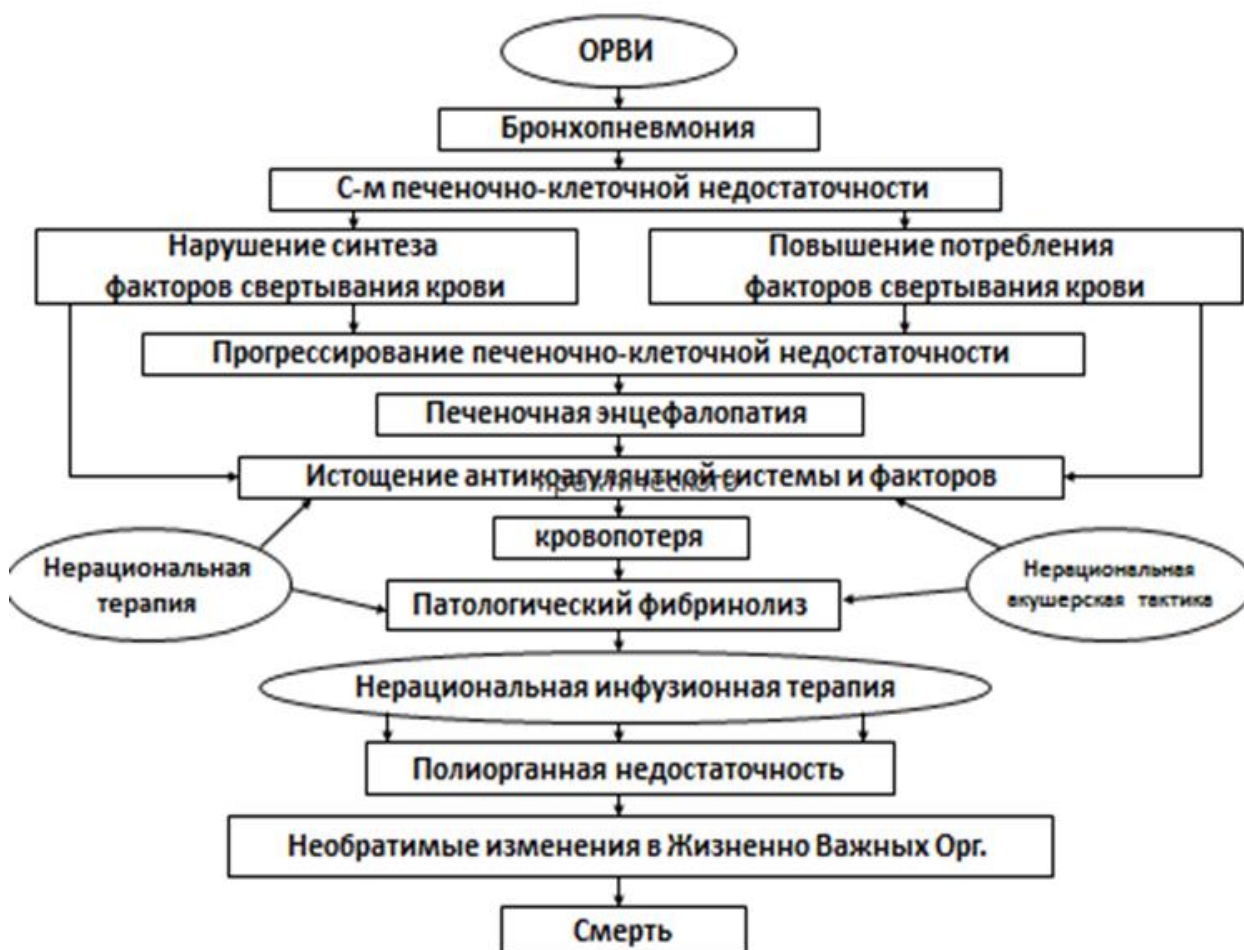 ОРВИ
Бронхопневмония
С-м печеночно-клеточной недостаточности
Нарушение синтеза
факторов свертывания крови
Повышение потребления
факторов свертывания крови
Прогрессирование печеночно-клеточной недостаточности
Печеночная энцефалопатия
Истощение антикоагулянтной системы и факторов
практического
кровопотеря
Нерациональная
терапия
Нерациональная
акушерская тактика
Патологический фибринолиз
Нерациональная инфузионная терапия
Полиорганная недостаточность
Необратимые изменения в Жизненно Важных Орг.
Смерть